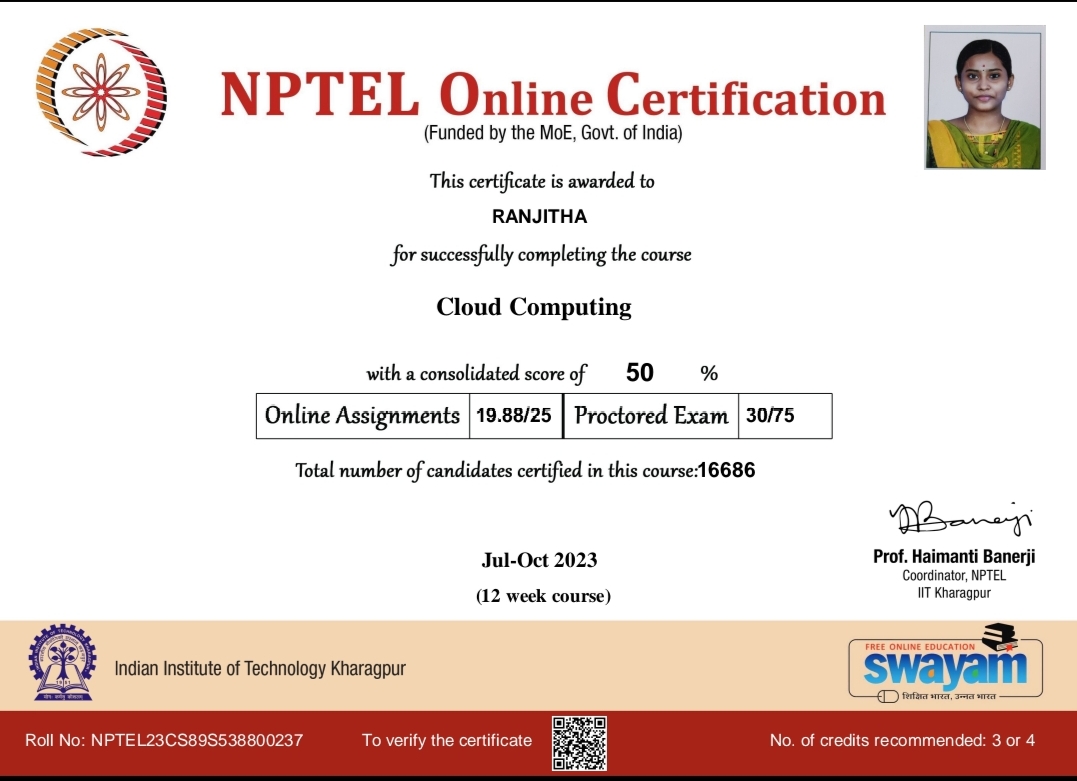 NPTEL Online Certification
(Funded by the MoE, Govt. of India)
This certificate is awarded to
RANJITHA
for successfully completing the course
Cloud Computing
with a consolidated score of 50 %
Online Assignments 19.88/25 Proctored Exam 30/75
Total number of candidates certified in this course:16686
Jul-Oct 2023
(12 week course)
Prof. Haimanti Banerji
Coordinator, NPTEL
IIT Kharagpur
Indian Institute of Technology Kharagpur
FREE ONLINE EDUCATION
swayam
शिक्षित भारत, उन्नत भारत
Roll No: NPTEL23CS89S538800237 To verify the certificate No. of credits recommended: 3 or 4